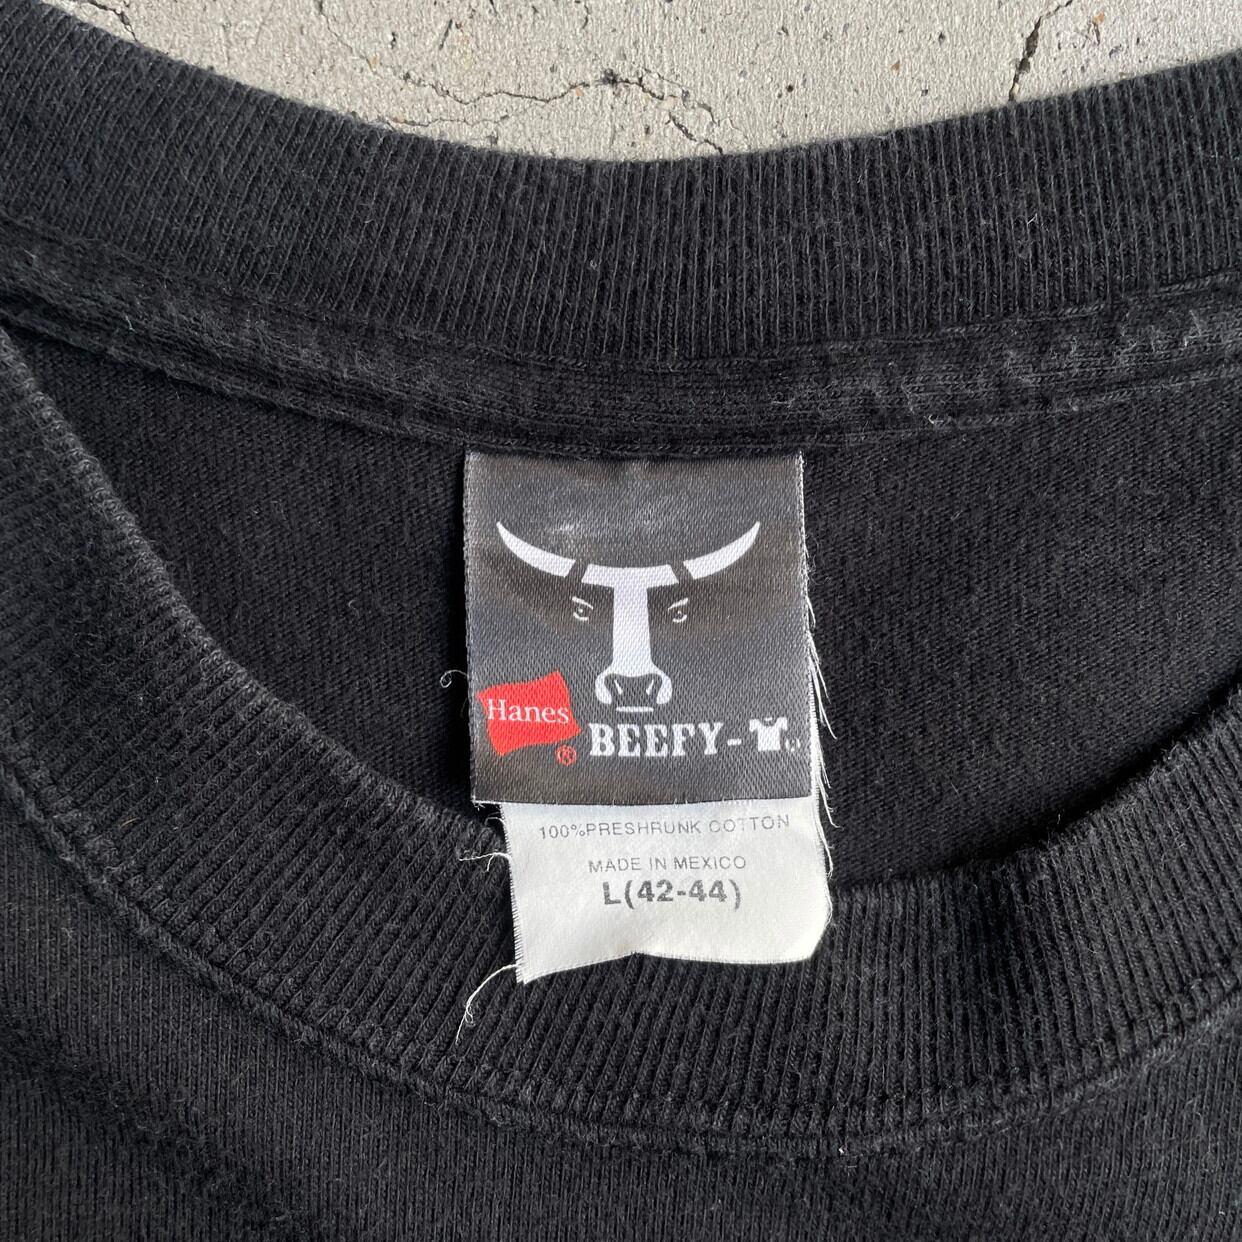 Hanes
®
BEEFY-
100%PRESHRUNK COTTON
MADE IN MEXICO
L(42-44)